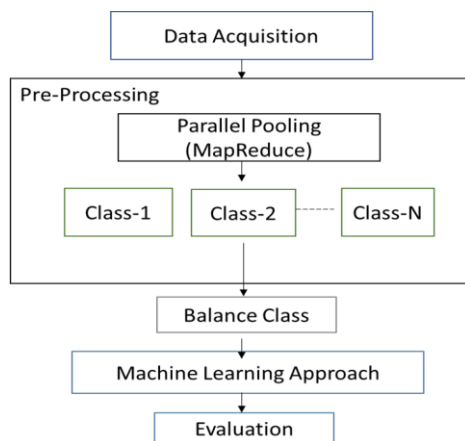 Data Acquisition
Pre-Processing
Parallel Pooling
(MapReduce)
Class-1
Class-2
Class-N
Balance Class
Machine Learning Approach
Evaluation